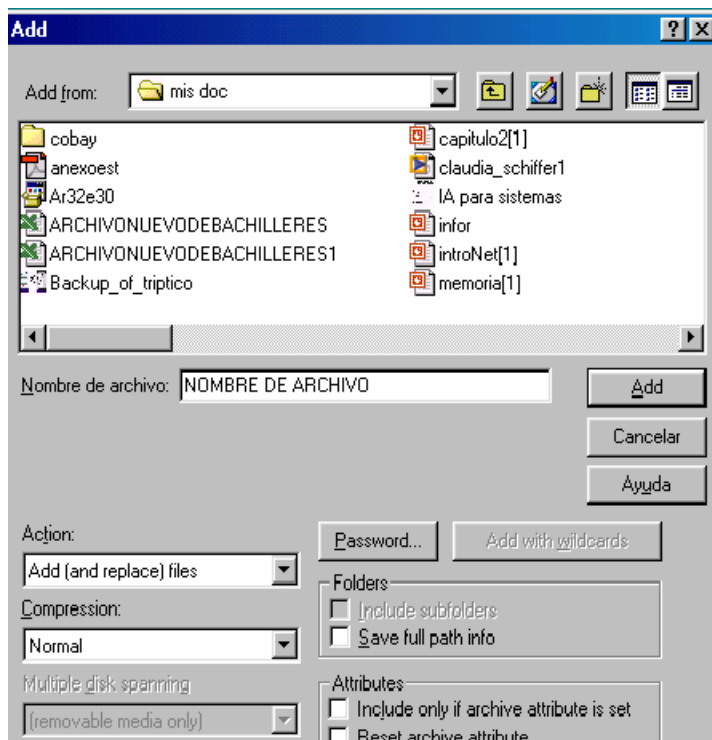 Add
Add from: mis doc
cobay
anexoest
Ar32e30
ARCHIVONUEVODEBACHILLERES
ARCHIVONUEVODEBACHILLERES1
Backup_of_triptico
capitulo2[1]
claudia_schiffer1
IA para sistemas
infor
introNet[1]
memoria[1]
Nombre de archivo: NOMBRE DE ARCHIVO
Add
Cancelar
Ayuda
Action:
Add (and replace) files
Compression:
Normal
Multiple disk spanning
(removable media only)
Password...
Add with wildcards
Folders
Include subfolders
Save full path info
Attributes
Include only if archive attribute is set
Reset archive attribute